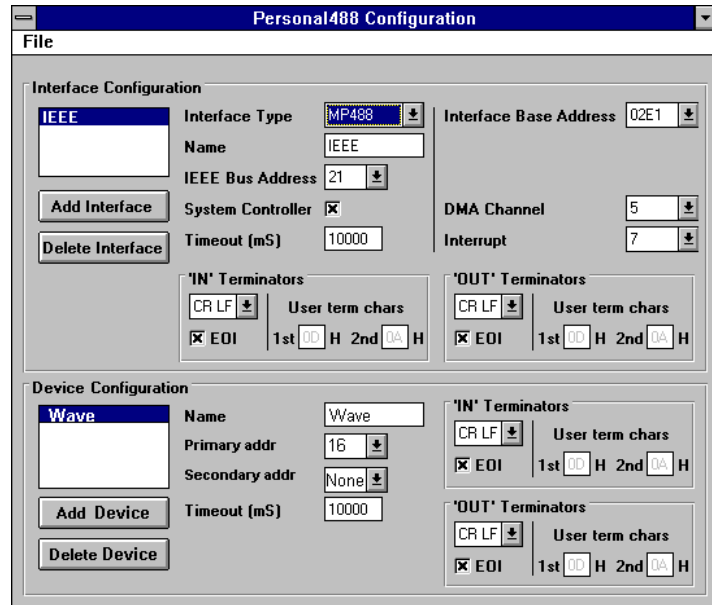 Personal488 Configuration
File
Interface Configuration
IEEE
Add Interface
Delete Interface
Interface Type MP488
Name IEEE
IEEE Bus Address 21
System Controller
Timeout (mS) 10000
Interface Base Address 02E1
DMA Channel 5
Interrupt 7
'IN' Terminators
CR LF User term chars
EOI 1st 0D H 2nd 0A H
'OUT' Terminators
CR LF User term chars
EOI 1st 0D H 2nd 0A H
Device Configuration
Wave
Add Device
Delete Device
Name Wave
Primary addr 16
Secondary addr None
Timeout (mS) 10000
'IN' Terminators
CR LF User term chars
EOI 1st 0D H 2nd 0A H
'OUT' Terminators
CR LF User term chars
EOI 1st 0D H 2nd 0A H